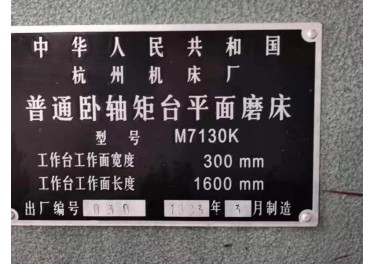 中华人民共和国
杭州机床厂
普通卧轴矩台平面磨床
型号 M7130K
工作台工作面宽度 300 mm
工作台工作面长度 1600 mm
出厂编号 030 年 3 月制造